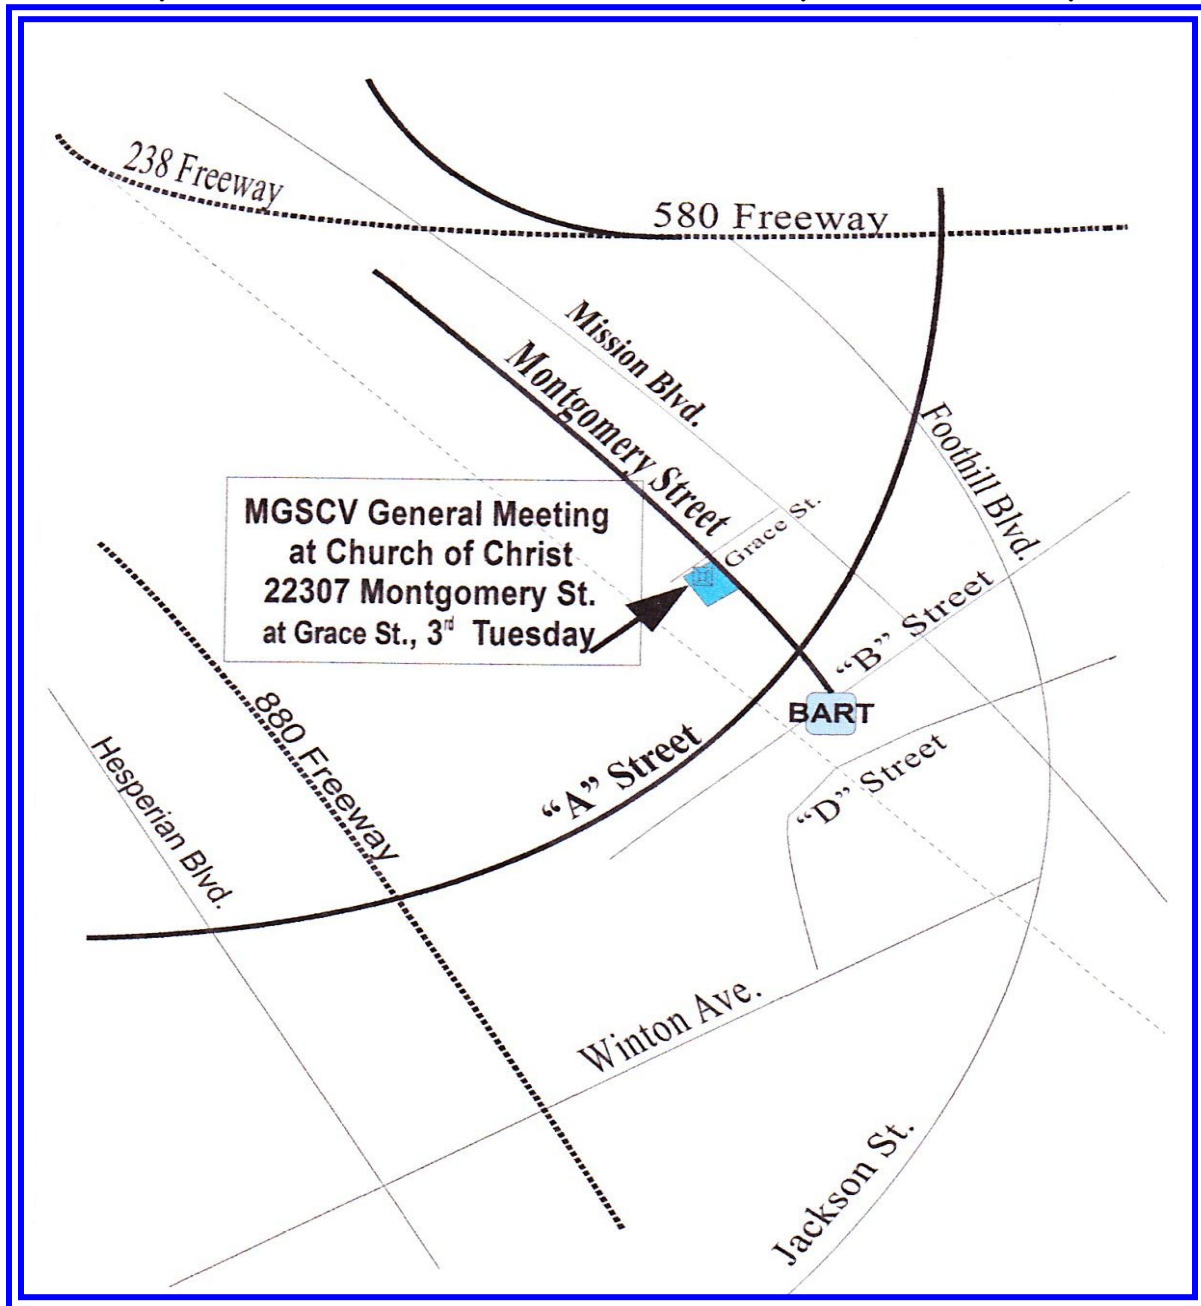 238 Freeway
580 Freeway
Mission Blvd.
Montgomery Street
Foothill Blvd.
Grace St.
MGSCV General Meeting
at Church of Christ
22307 Montgomery St.
at Grace St., 3rd Tuesday
"B" Street
BART
880 Freeway
"A" Street
Hesperian Blvd.
"D" Street
Winton Ave.
Jackson St.